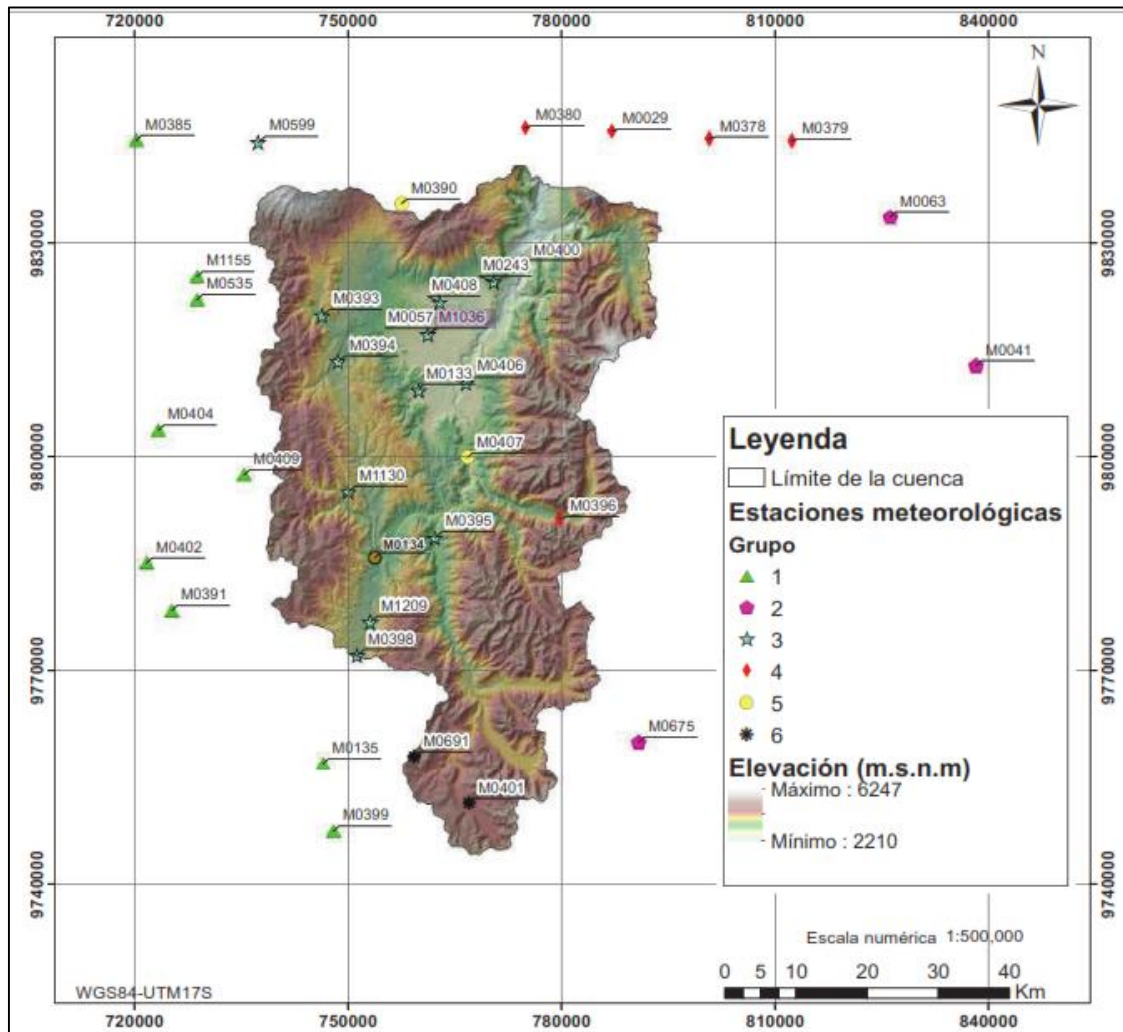 720000 750000 780000 810000 840000
N
M0385
M0599
M0380
M0029
M0378
M0379
M0390
M0063
9830000
9830000
M0400
M1155
M0243
M0535
M0408
M0393
M0057
M1036
M0394
M0406
M0041
M0133
M0404
M0407
9800000
9800000
M0409
M1130
M0396
M0395
M0134
M0402
M0391
M1209
M0398
9770000
9770000
M0675
M0135
M0691
M0401
M0399
9740000
9740000
Leyenda
Límite de la cuenca
Estaciones meteorológicas
Grupo
1
2
3
4
5
6
Elevación (m.s.n.m)
Máximo : 6247
Mínimo : 2210
Escala numérica 1:500,000
0 5 10 20 30 40
Km
WGS84-UTM17S
720000 750000 780000 810000 840000